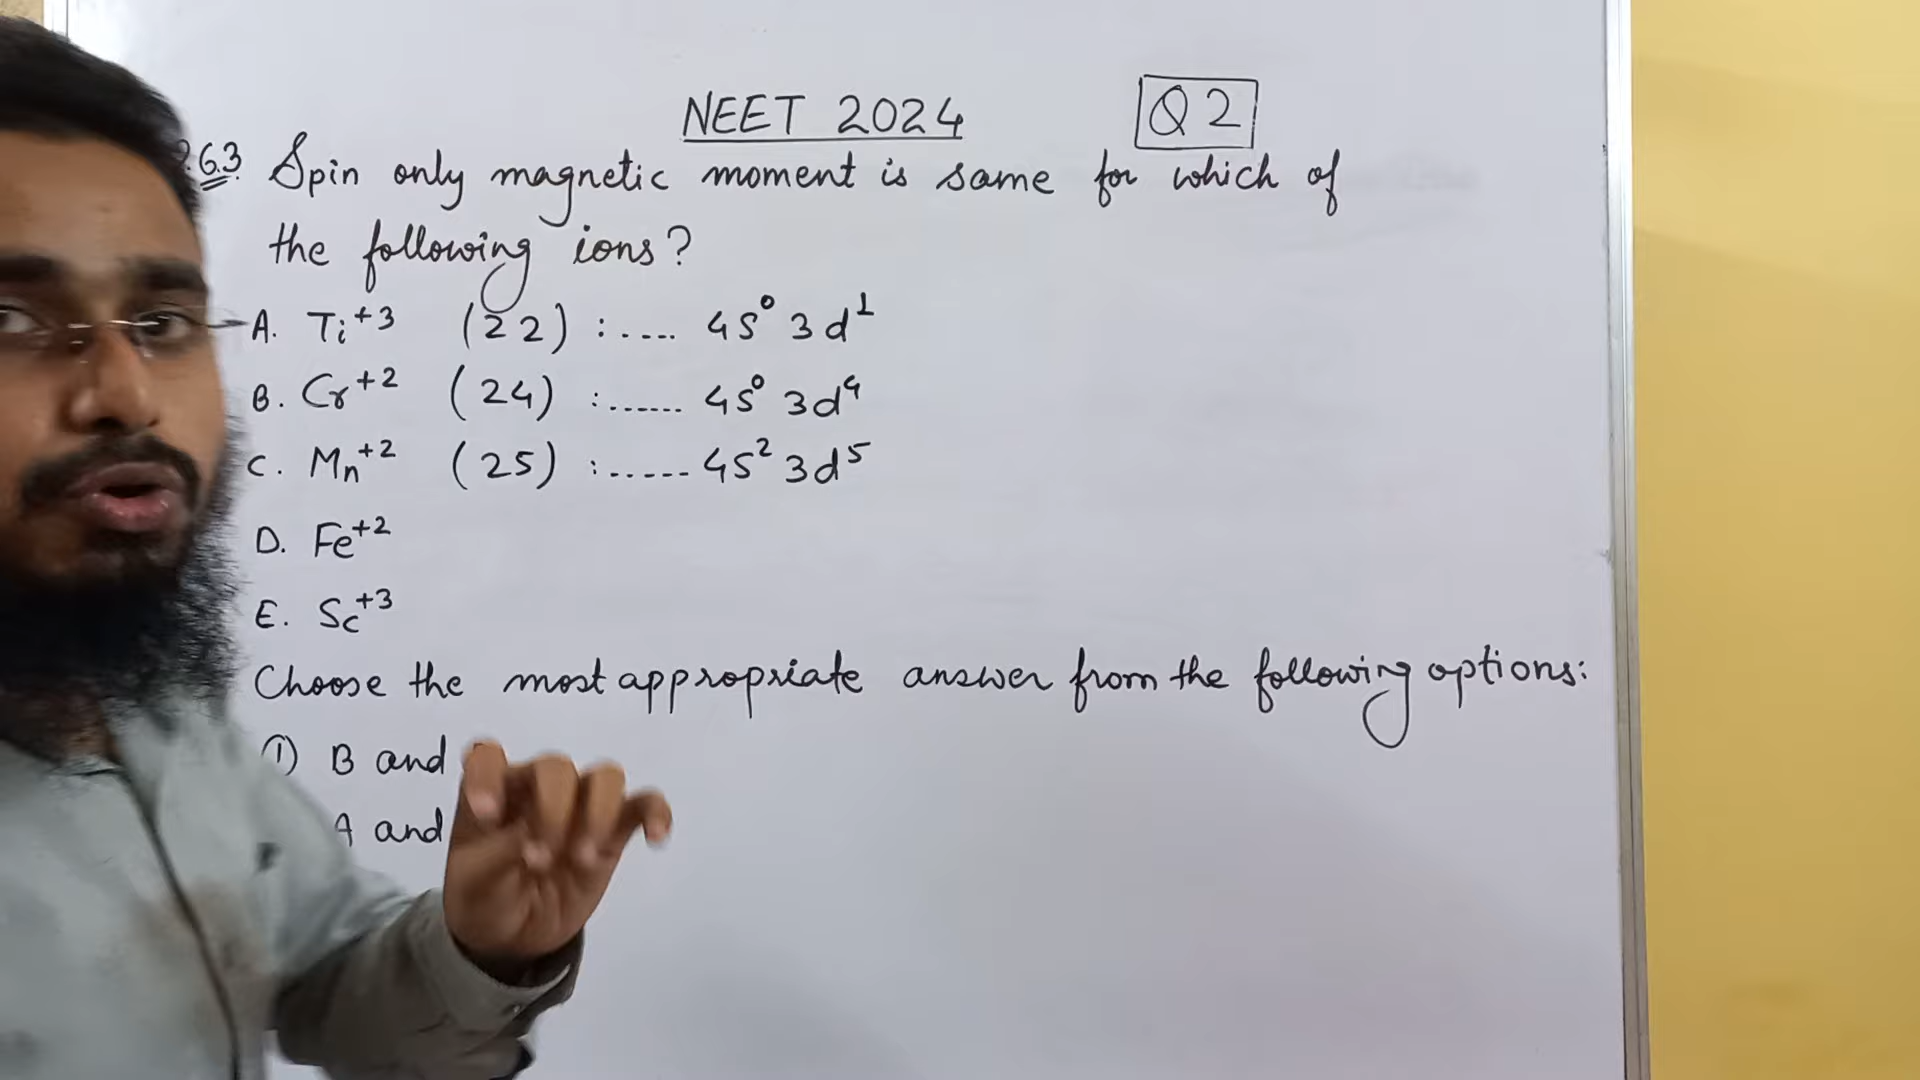 NEET 2024 Q2
63. Spin only magnetic moment is same for which of
the following ions?
A. Ti⁺³ (22) : .... 4s⁰ 3d¹
B. Cr⁺² (24) : ...... 4s⁰ 3d⁴
C. Mn⁺² (25) : ..... 4s² 3d⁵
D. Fe⁺²
E. Sc⁺³
Choose the most appropriate answer from the following options:
① B and
A and